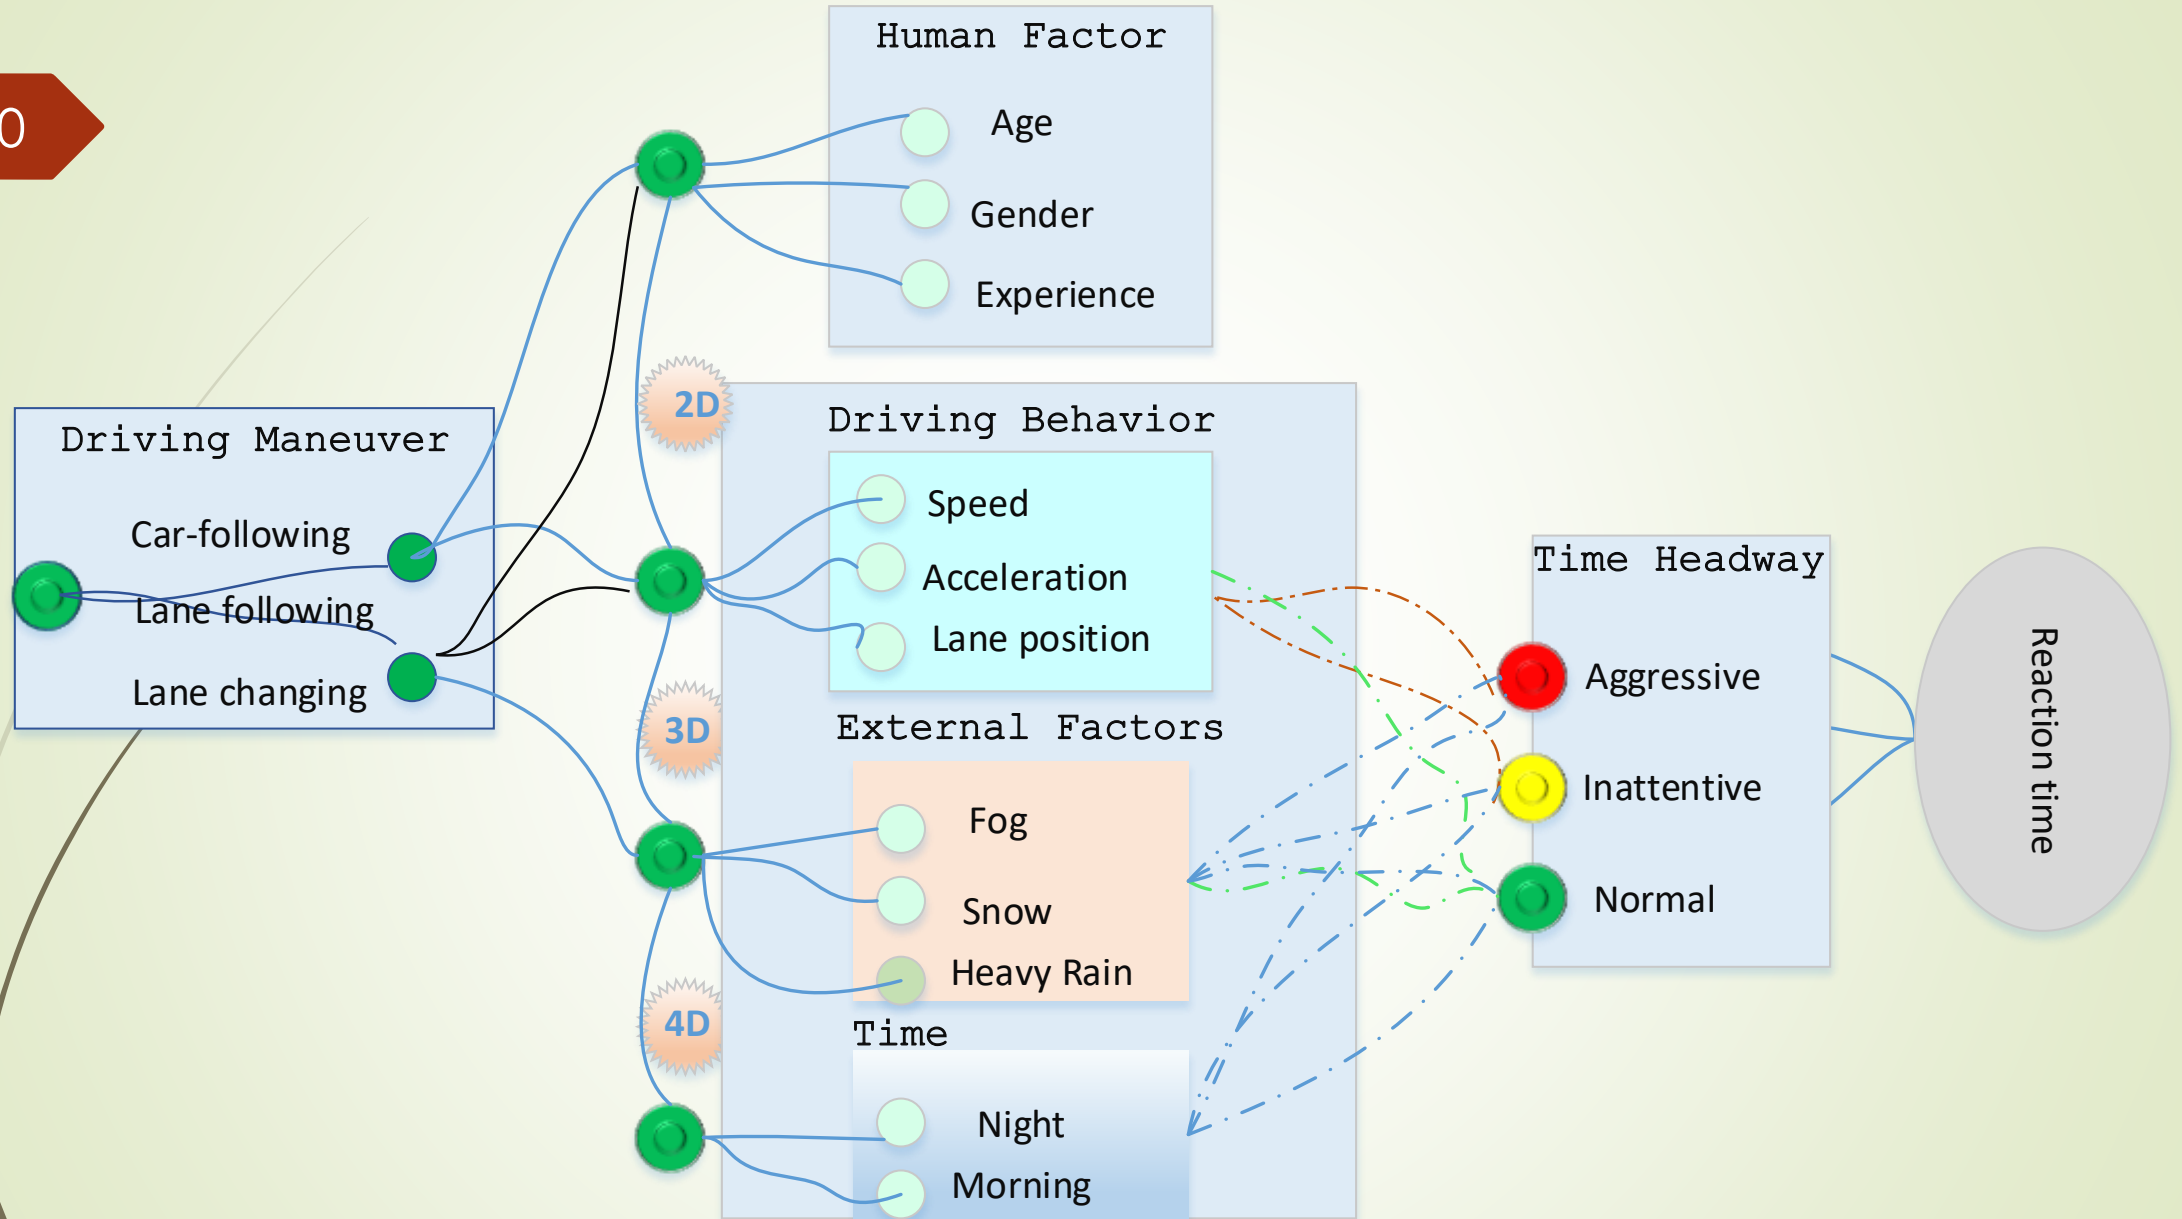 0
Human Factor
Age
Gender
Experience
Driving Maneuver
Car-following
Lane following
Lane changing
2D
3D
4D
Driving Behavior
Speed
Acceleration
Lane position
External Factors
Fog
Snow
Heavy Rain
Time
Night
Morning
Time Headway
Aggressive
Inattentive
Normal
Reaction time